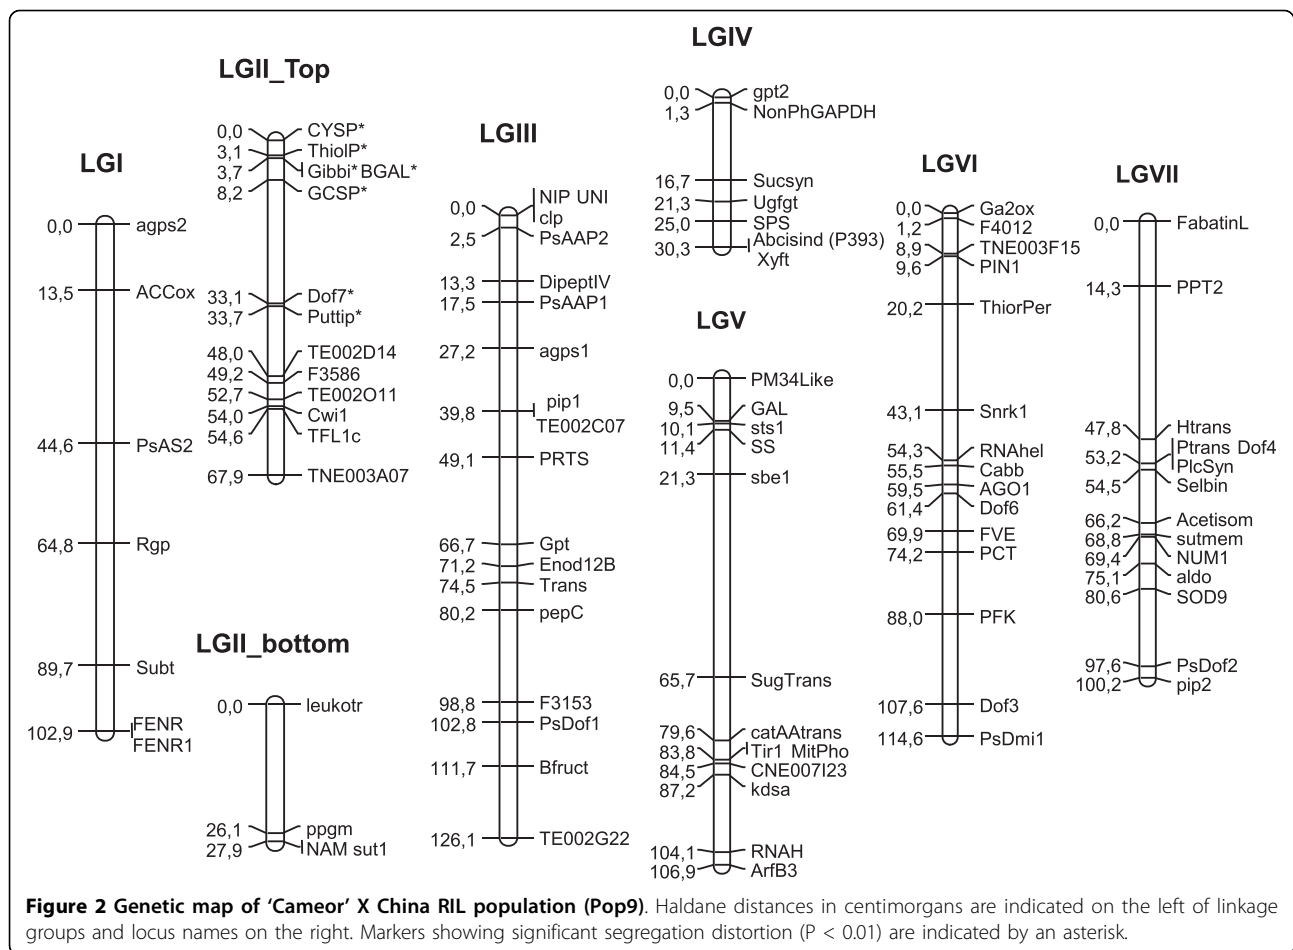 LGI
0,0 agps2
13,5 ACCox
44,6 PsAS2
64,8 Rgp
89,7 Subt
102,9 FENR
FENR1
LGII_Top
0,0 CYSP*
3,1 ThiolP*
3,7 Gibbi* BGAL*
8,2 GCSP*
33,1 Dof7*
33,7 Puttip*
48,0 TE002D14
49,2 F3586
52,7 TE002O11
54,0 Cwi1
54,6 TFL1c
67,9 TNE003A07
LGII_bottom
0,0 leukotr
26,1 ppgm
27,9 NAM sut1
LGIII
0,0 NIP UNI
clp
2,5 PsAAP2
13,3 DipeptIV
17,5 PsAAP1
27,2 agps1
39,8 pip1
TE002C07
49,1 PRTS
66,7 Gpt
71,2 Enod12B
74,5 Trans
80,2 pepC
98,8 F3153
102,8 PsDof1
111,7 Bfruct
126,1 TE002G22
LGIV
0,0 gpt2
1,3 NonPhGAPDH
16,7 Sucsyn
21,3 Ugfgt
25,0 SPS
30,3 Abcisind (P393)
Xyft
LGV
0,0 PM34Like
9,5 GAL
10,1 sts1
11,4 SS
21,3 sbe1
65,7 SugTrans
79,6 catAAtrans
83,8 Tir1 MitPho
84,5 CNE007I23
87,2 kdsa
104,1 RNAH
106,9 ArfB3
LGVI
0,0 Ga2ox
1,2 F4012
8,9 TNE003F15
9,6 PIN1
20,2 ThiorPer
43,1 Snrk1
54,3 RNAhel
55,5 Cabb
59,5 AGO1
61,4 Dof6
69,9 FVE
74,2 PCT
88,0 PFK
107,6 Dof3
114,6 PsDmi1
LGVII
0,0 FabatinL
14,3 PPT2
47,8 Htrans
53,2 Ptrans Dof4
PlcSyn
54,5 Selbin
66,2 Acetisom
68,8 sutmem
69,4 NUM1
75,1 aldo
80,6 SOD9
97,6 PsDof2
100,2 pip2
Figure 2 Genetic map of ‘Cameor’ X China RIL population (Pop9). Haldane distances in centimorgans are indicated on the left of linkage
groups and locus names on the right. Markers showing significant segregation distortion (P < 0.01) are indicated by an asterisk.